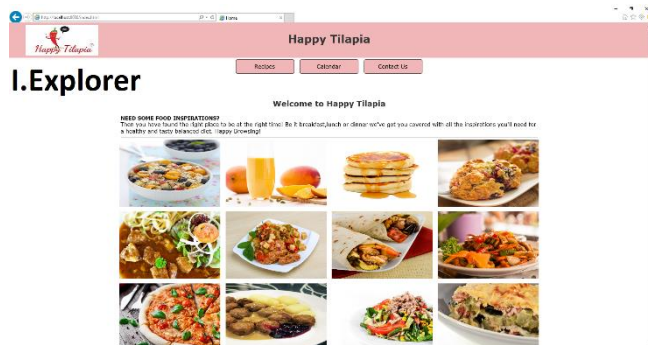 Home
Happy Tilapia
Happy Tilapia
I.Explorer
Recipes
Calendar
Contact Us
Welcome to Happy Tilapia
NEED SOME FOOD INSPIRATIONS?
Then you have found the right place to be at the right time! Be it breakfast,lunch or dinner we've got you covered with all the inspirations you'll need for
a healthy and tasty balanced diet. Happy Browsing!